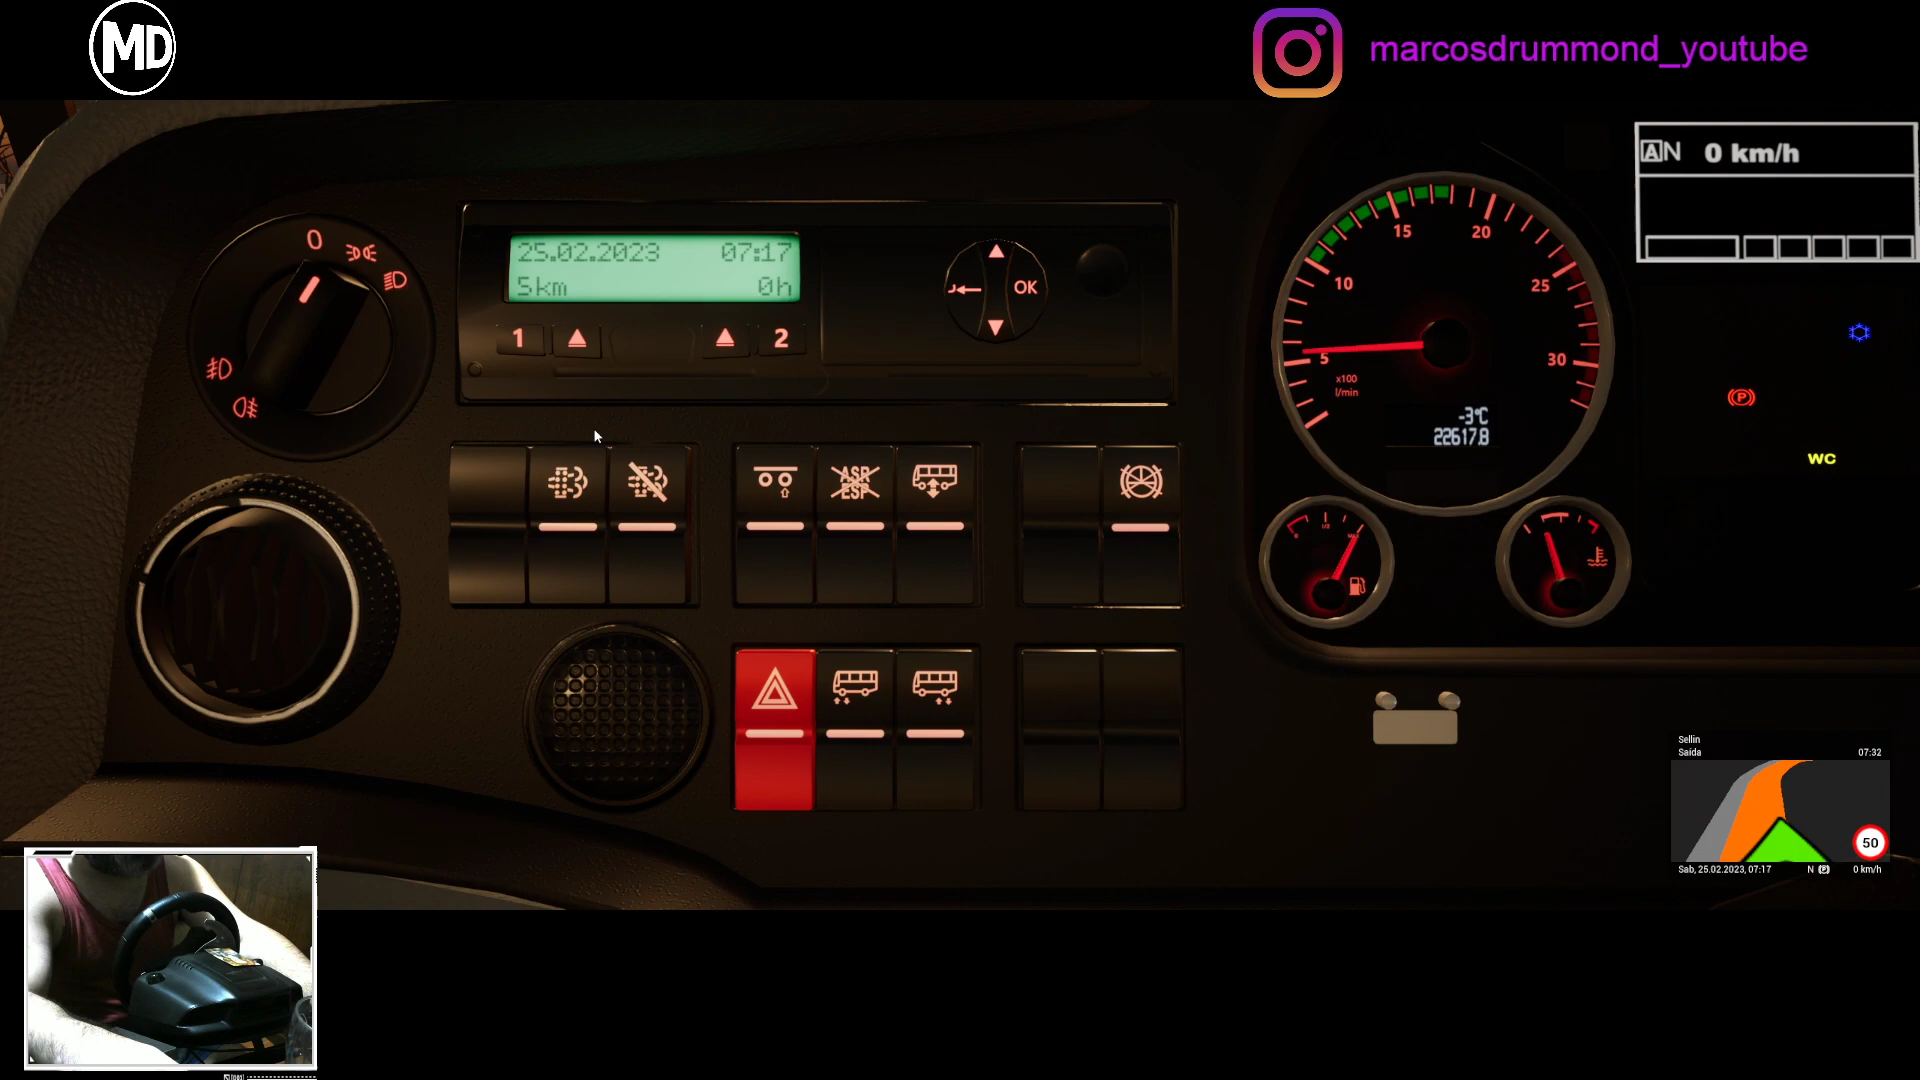 MD
marcosdrummond_youtube
AN 0 km/h
0
25.02.2023 07:17
5km 0h
OK
1 2
ASR
ESP
5
10
15
20
25
30
x100
l/min
-3°C
22617.8
1/2
P
WC
Sellin
Saída 07:32
50
Sab, 25.02.2023, 07:17 N (P) 0 km/h